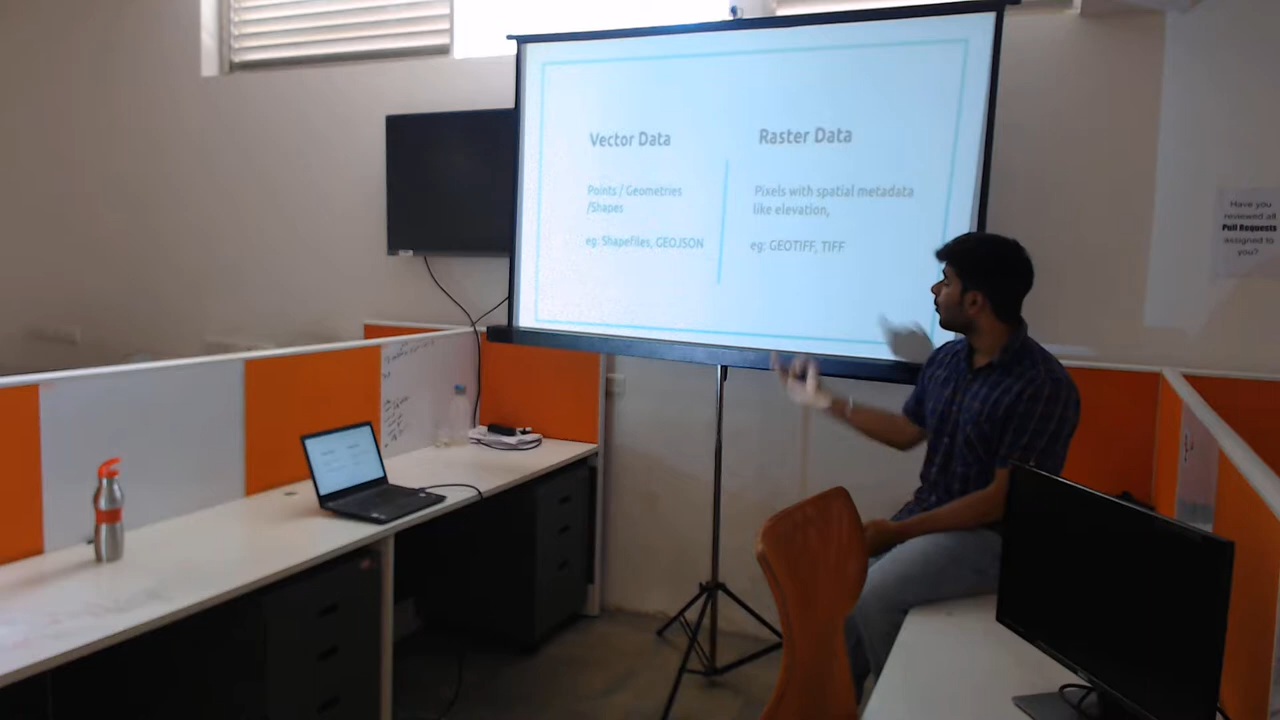 Vector Data
Points / Geometries
/Shapes
eg: Shapefiles, GEOJSON
Raster Data
Pixels with spatial metadata
like elevation,
eg: GEOTIFF, TIFF
Have you
reviewed all
Pull Requests
assigned to
you?